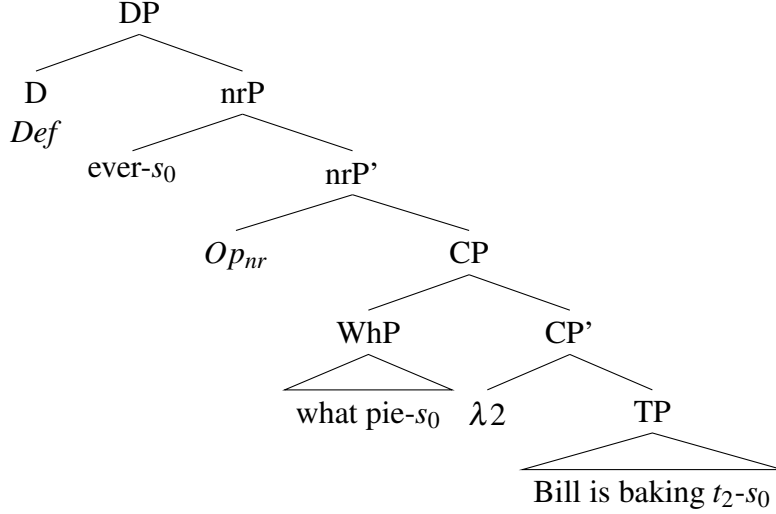 DP
D nrP
Def
ever-s₀ nrP’
Opₙᵣ CP
WhP CP’
what pie-s₀ λ2 TP
Bill is baking t₂-s₀